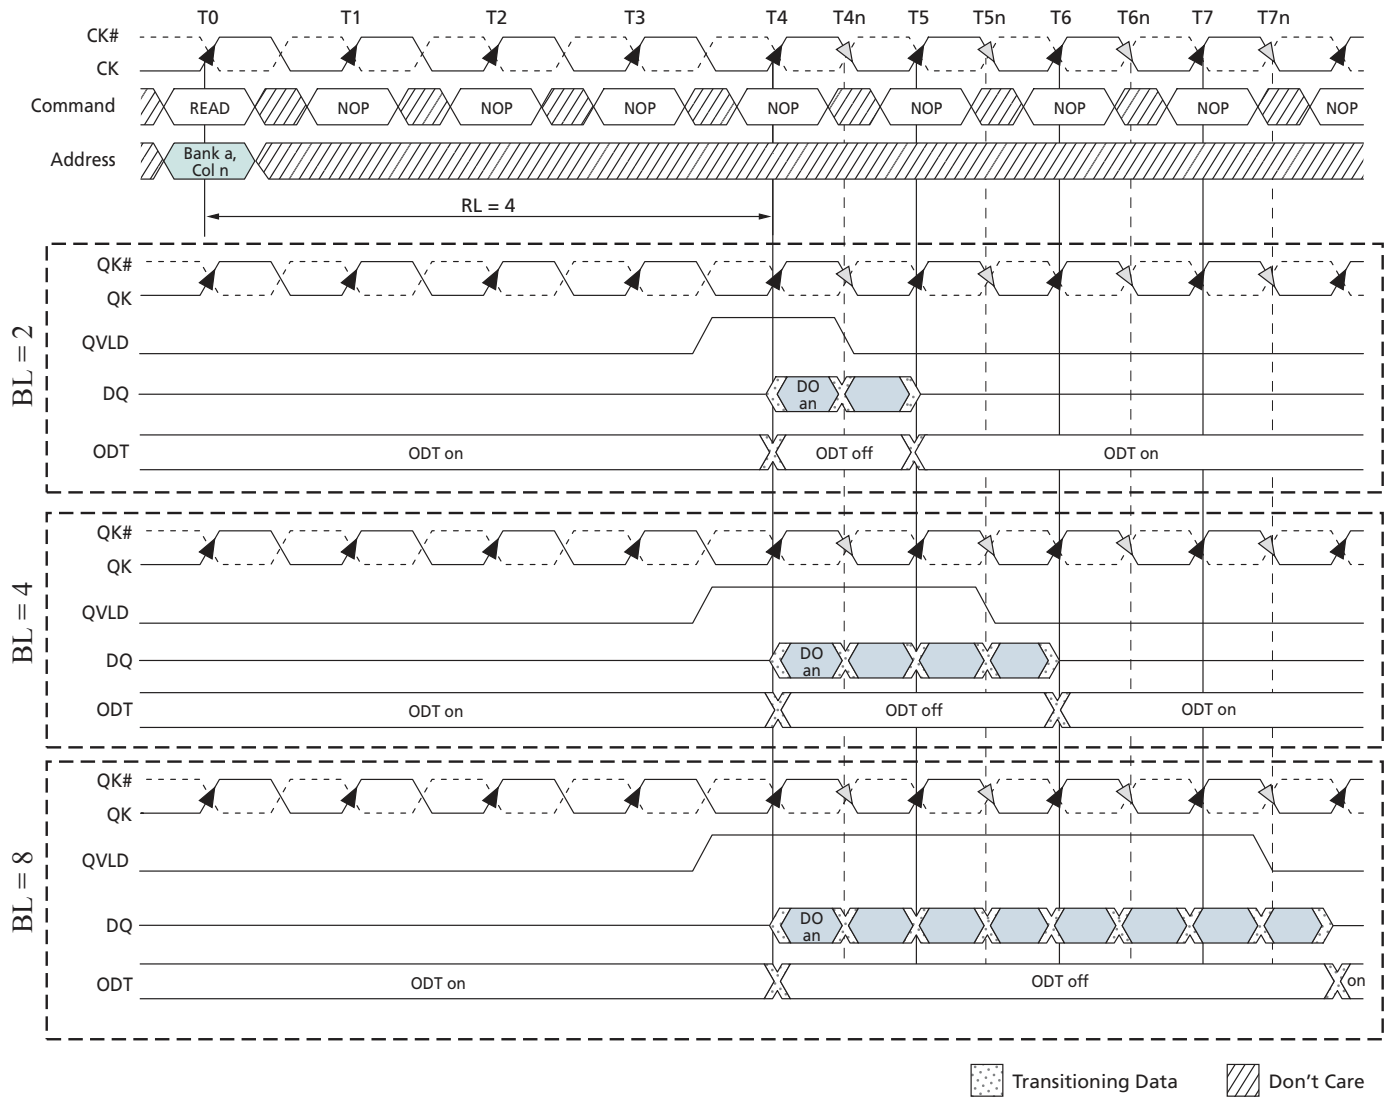 T0 T1 T2 T3 T4 T4n T5 T5n T6 T6n T7 T7n
CK#
CK
Command READ NOP NOP NOP NOP NOP NOP NOP NOP
Address Bank a,
Col n
RL = 4
BL = 2
QK#
QK
QVLD
DQ DO
an
ODT ODT on ODT off ODT on
BL = 4
QK#
QK
QVLD
DQ DO
an
ODT ODT on ODT off ODT on
BL = 8
QK#
QK
QVLD
DQ DO
an
ODT ODT on ODT off on
Transitioning Data Don't Care